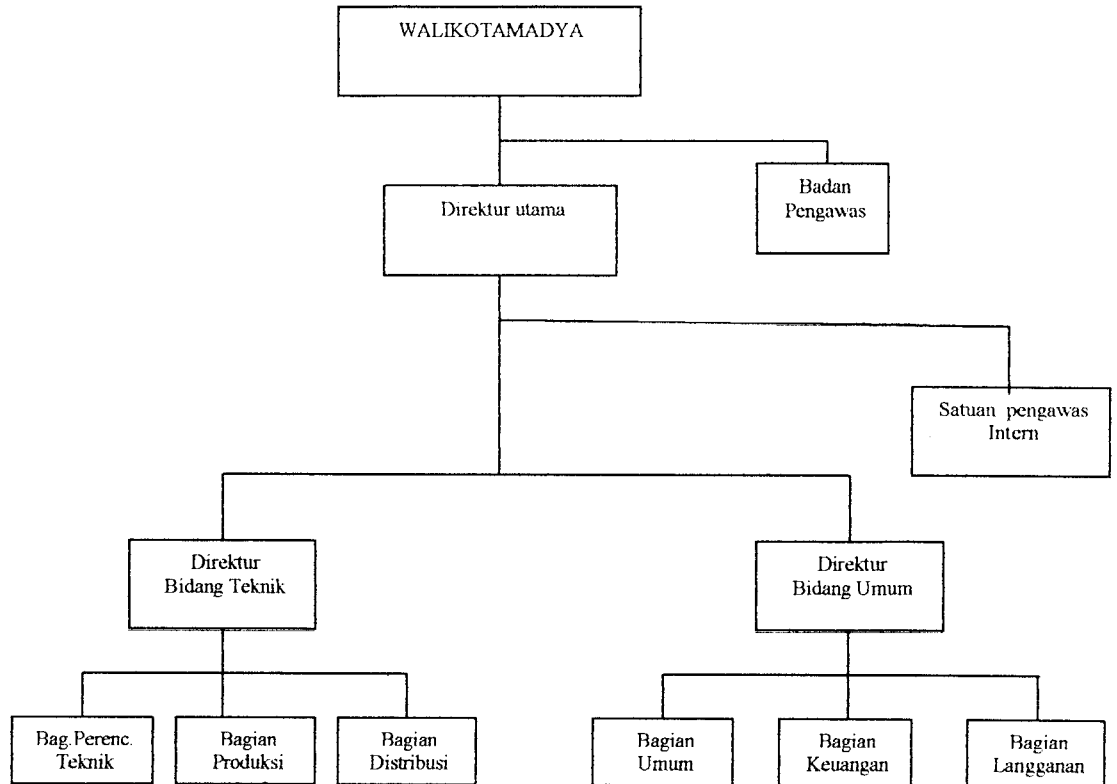 WALIKOTAMADYA
Badan
Pengawas
Direktur utama
Satuan pengawas
Intern
Direktur
Bidang Teknik
Direktur
Bidang Umum
Bag.Perenc.
Teknik
Bagian
Produksi
Bagian
Distribusi
Bagian
Umum
Bagian
Keuangan
Bagian
Langganan